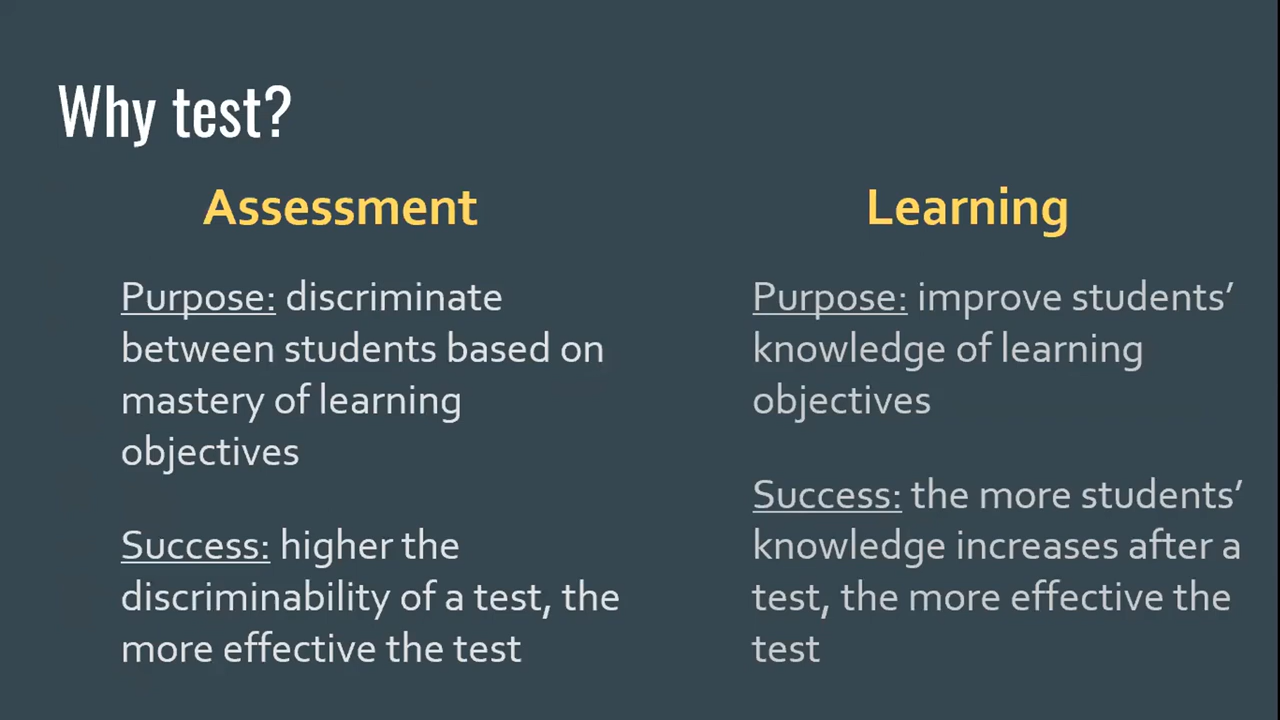 Why test?
Assessment
Purpose: discriminate
between students based on
mastery of learning
objectives
Success: higher the
discriminability of a test, the
more effective the test
Learning
Purpose: improve students’
knowledge of learning
objectives
Success: the more students’
knowledge increases after a
test, the more effective the
test